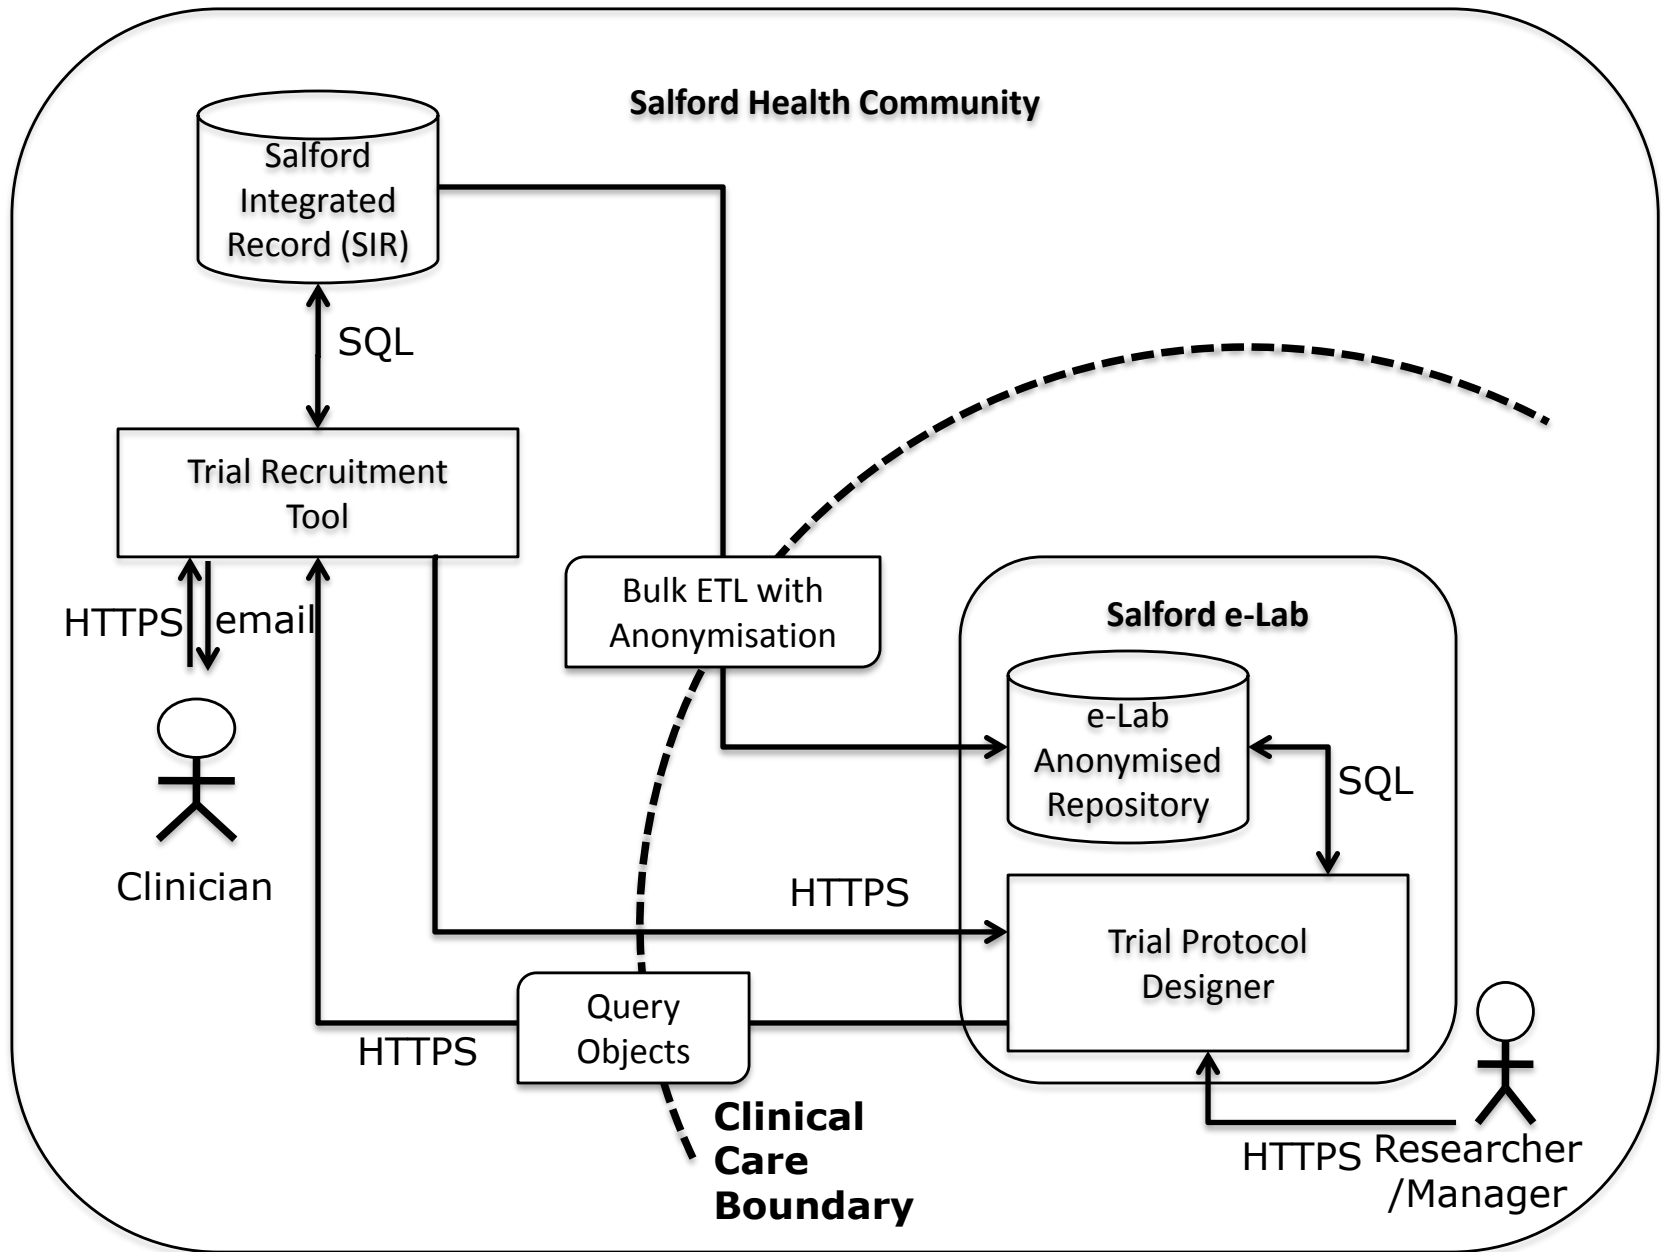 Salford Health Community
Salford
Integrated
Record (SIR)
SQL
Trial Recruitment
Tool
HTTPS
email
Clinician
Bulk ETL with
Anonymisation
Salford e-Lab
e-Lab
Anonymised
Repository
SQL
HTTPS
Trial Protocol
Designer
Query
Objects
HTTPS
Clinical
Care
Boundary
HTTPS
Researcher
/Manager